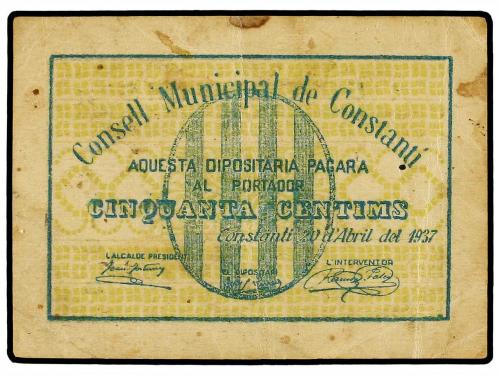 Consell Municipal de Constantí
AQUESTA DIPOSITARIA PAGARA
AL PORTADOR
CINQUANTA CENTIMS
Constantí 20 d'Abril del 1937
L'ALCALDE PRESIDENT
L'INTERVENTOR
EL DIPOSITARI